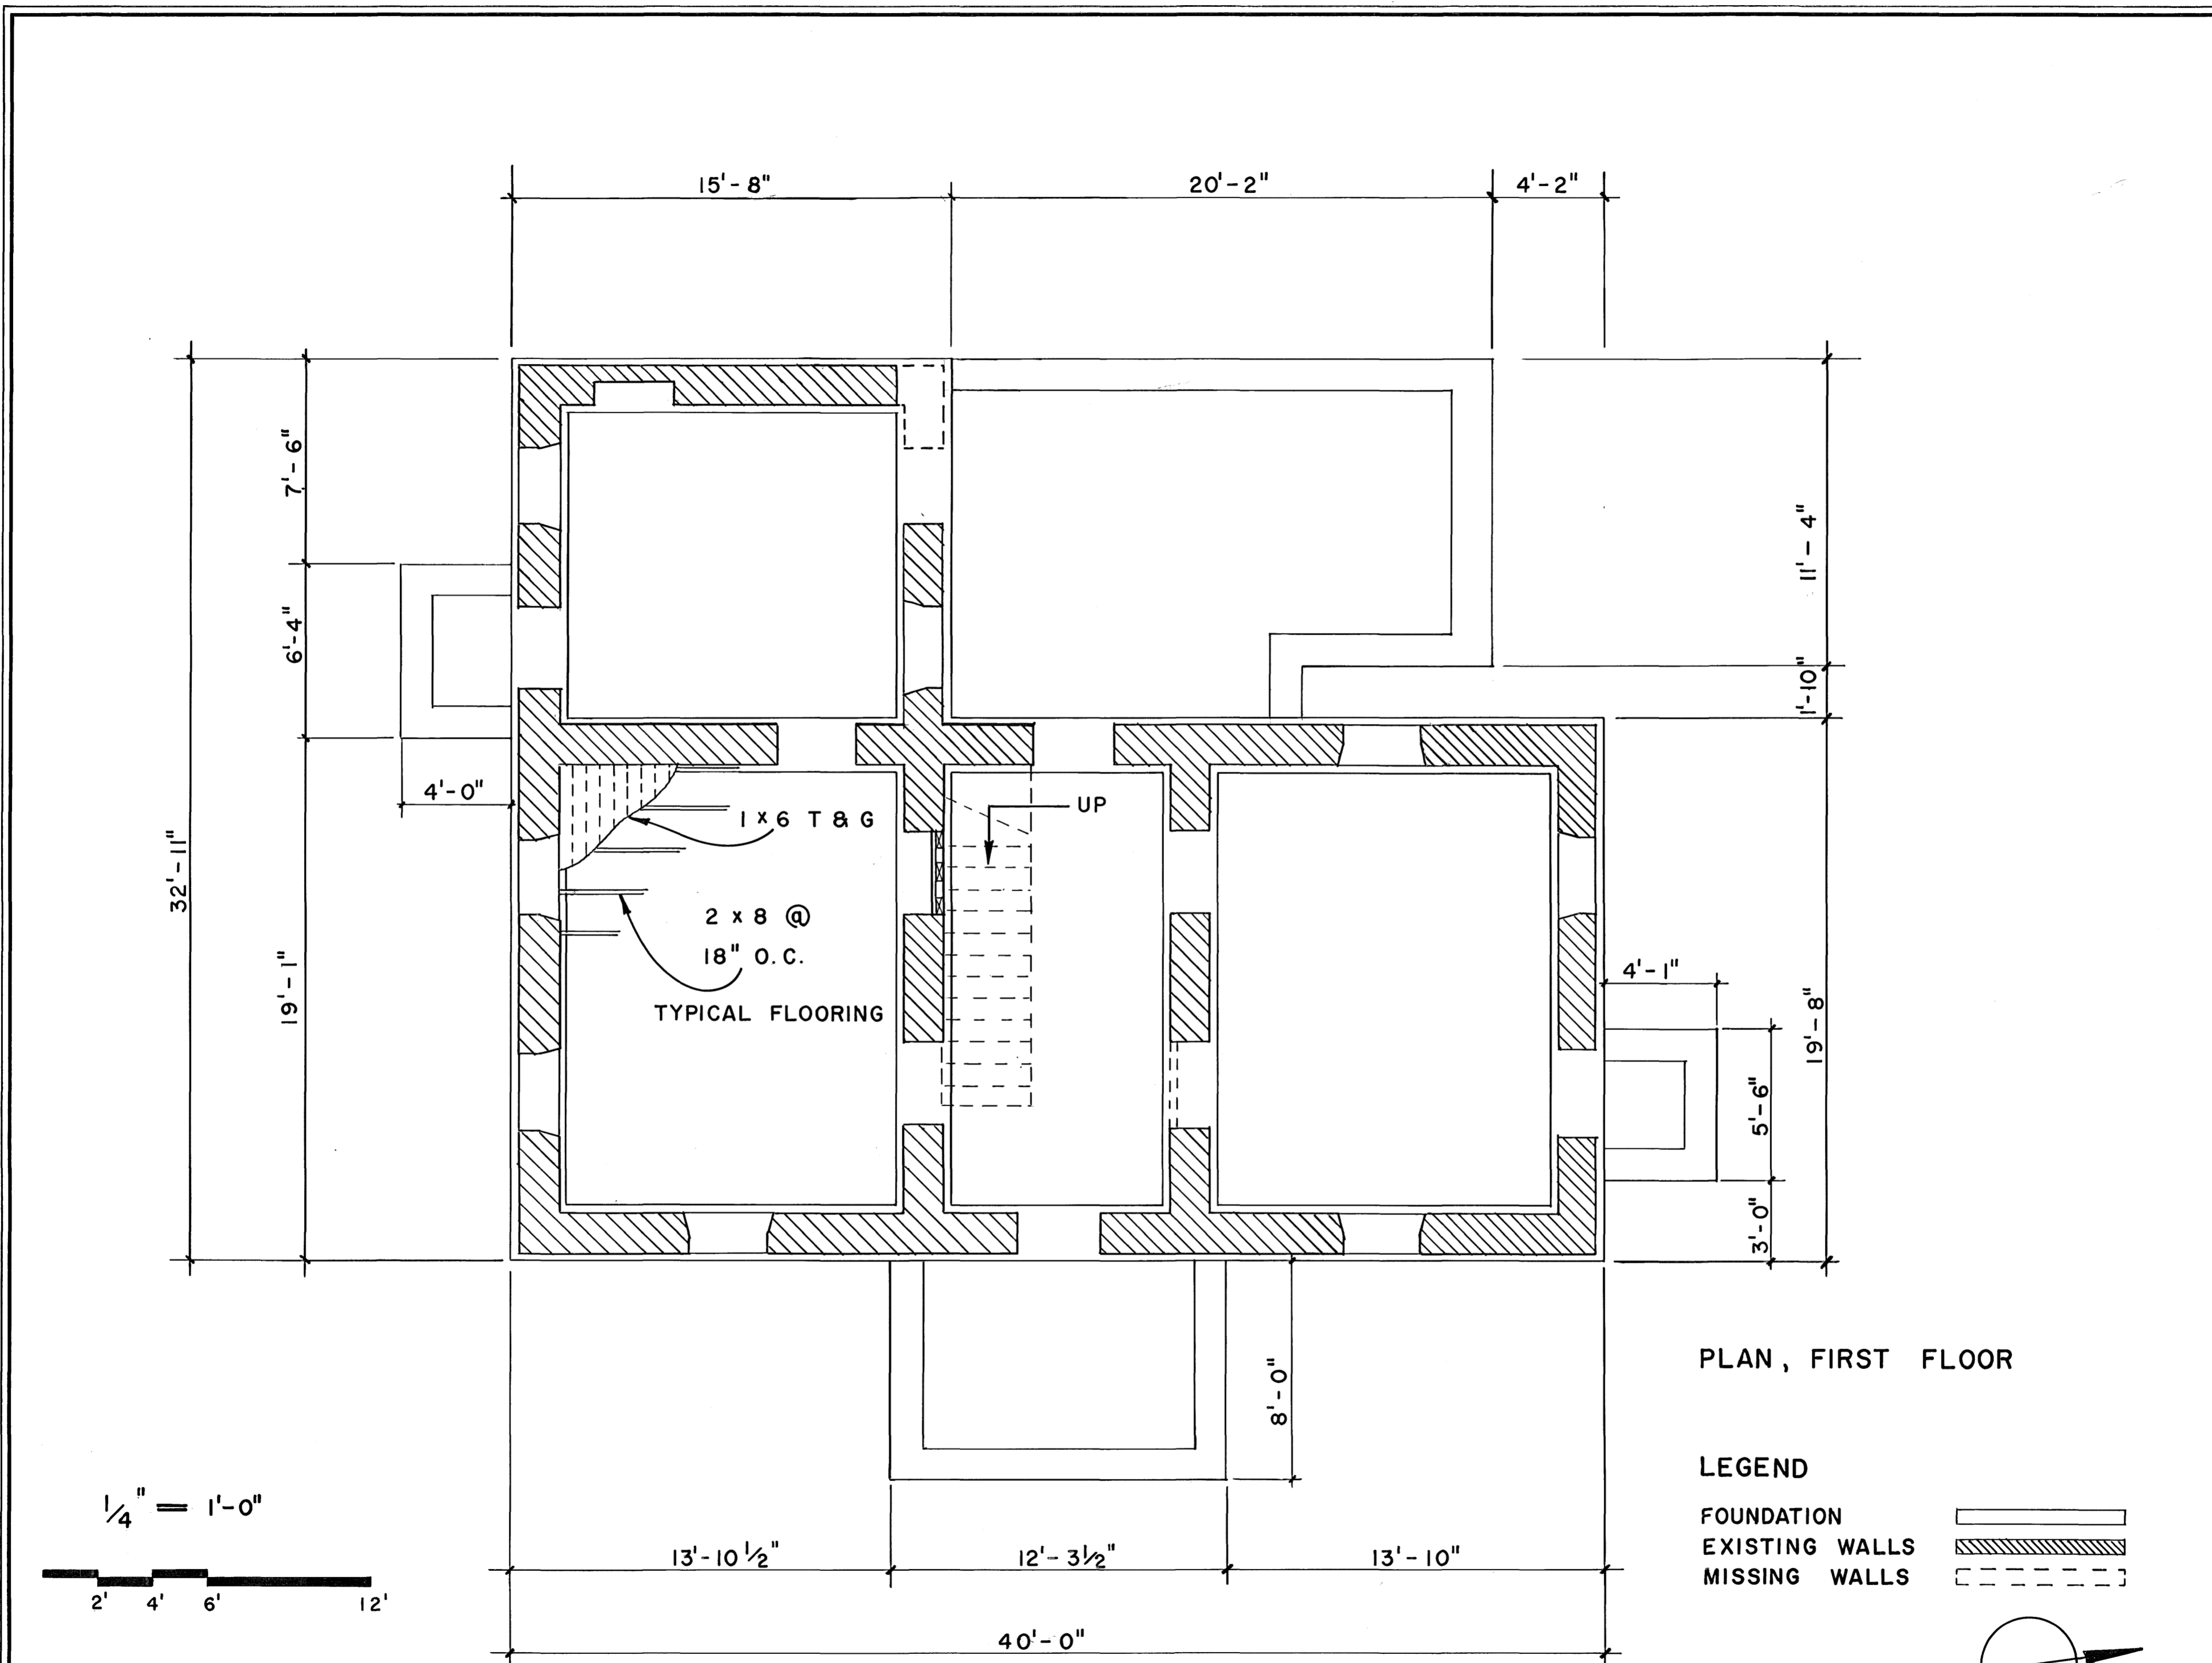 15'-8"
20'-2"
4'-2"
7'-6"
6'-4"
4'-0"
32'-11"
19'-1"
11'-4"
1'-10"
UP
1 x 6 T & G
2 x 8 @
18" O.C.
TYPICAL FLOORING
4'-1"
19'-8"
5'-6"
3'-0"
8'-0"
13'-10 1/2"
12'-3 1/2"
13'-10"
40'-0"
1/4" = 1'-0"
2' 4' 6' 12'
PLAN, FIRST FLOOR
LEGEND
FOUNDATION
EXISTING WALLS
MISSING WALLS